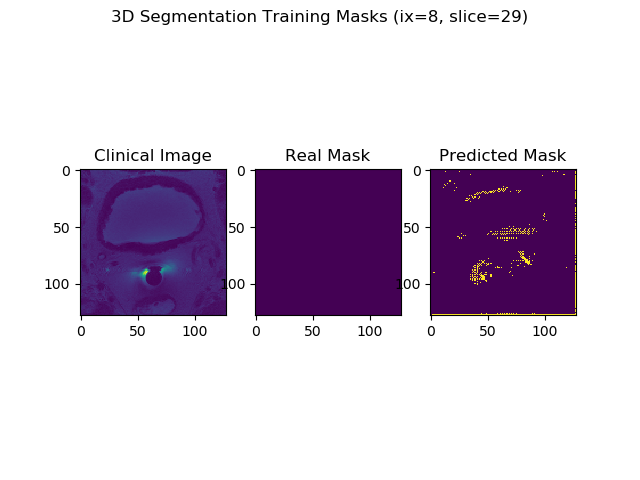 3D Segmentation Training Masks (ix=8, slice=29)
Clinical Image Real Mask Predicted Mask
0 0 0
50 50 50
100 100 100
0 50 100 0 50 100 0 50 100